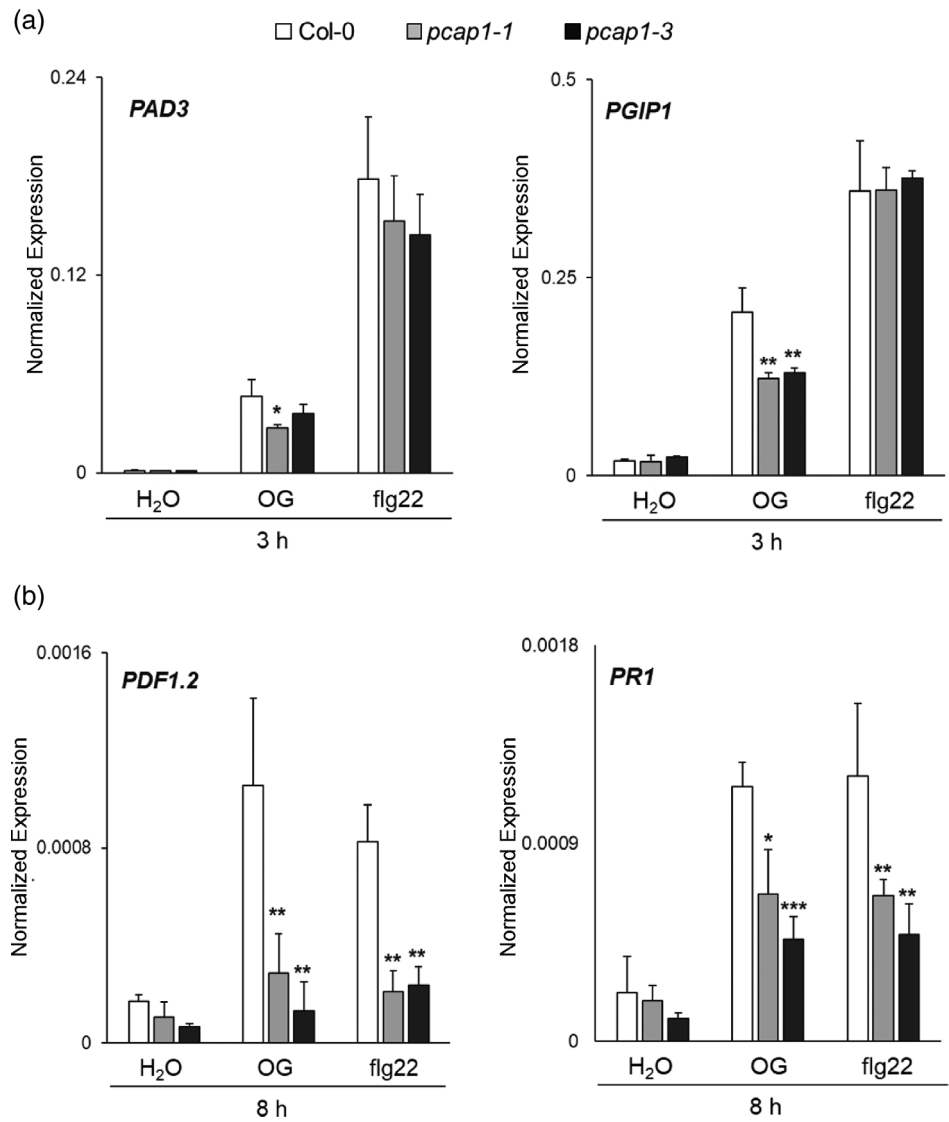 (a)
Col-0 pcap1-1 pcap1-3
PAD3
Normalized Expression
0.24
0.12
0
*
H₂O OG flg22
3 h
PGIP1
Normalized Expression
0.5
0.25
0
** **
H₂O OG flg22
3 h
(b)
PDF1.2
Normalized Expression
0.0016
0.0008
0
** ** ** **
H₂O OG flg22
8 h
PR1
Normalized Expression
0.0018
0.0009
0
* *** ** **
H₂O OG flg22
8 h